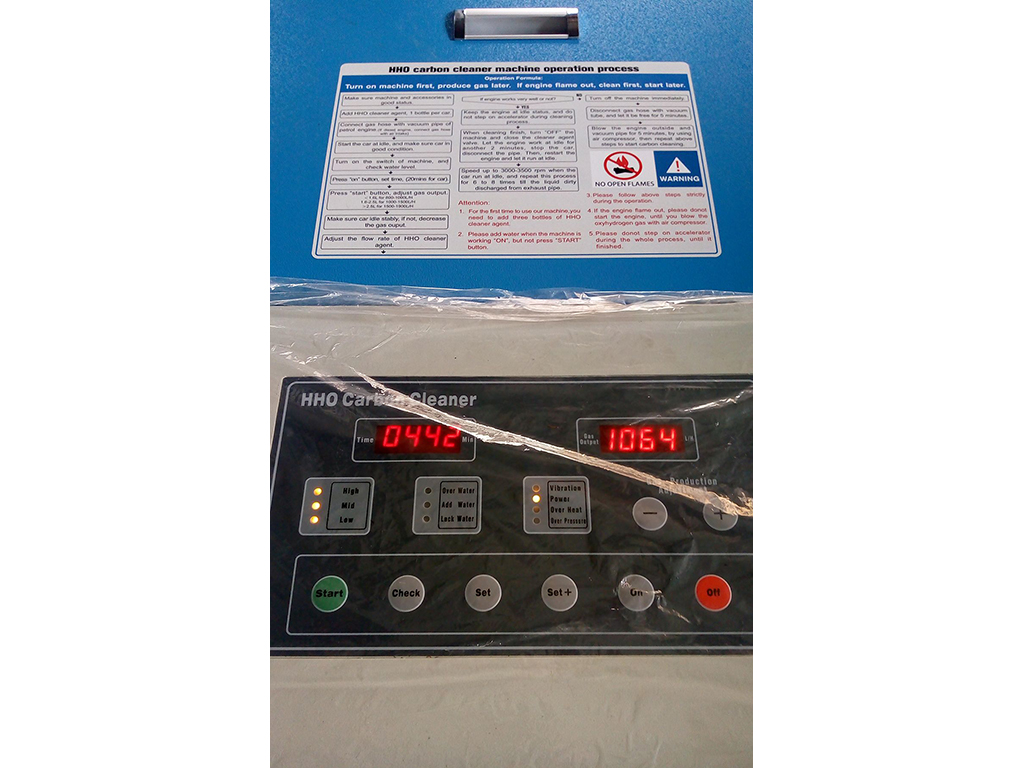 HHO carbon cleaner machine operation process
Operation Formula:
Turn on machine first, produce gas later. If engine flame out, clean first, start later.
Make sure machine and accessories in
good status.
Add HHO cleaner agent, 1 bottle per car.
Connect gas hose with vacuum pipe of
petrol engine.(if diesel engine, connect gas hose
with air intake)
Start the car at idle, and make sure car in
good condition.
Turn on the switch of machine, and
check water level.
Press "on" button, set time, (20mins for car)
Press "start" button, adjust gas output.
Make sure car idle stably, if not, decrease
the gas ouput.
Adjust the flow rate of HHO cleaner
agent.
If engine works very well or not?
NO
YES
Keep the engine at idle status, and do
not step on accelerator during cleaning
process.
When cleaning finish, turn "OFF" the
machine and close the cleaner agent
valve. Let the engine work at idle for
another 2 minutes, stop the car,
disconnect the pipe. Then, restart the
engine and let it run at idle.
Speed up to 3000-3500 rpm when the
car run at idle, and repeat this process
for 6 to 8 times till the liquid dirty
discharged from exhaust pipe.
Turn off the machine immediately.
Disconnect gas hose with vacuum
tube, and let it be free for 5 minutes.
Blow the engine outside and
vacuum pipe for 5 minutes, by using
air compressor, then repeat above
steps to start carbon cleaning.
NO OPEN FLAMES
WARNING
Attention:
1. For the first time to use our machine,you
need to add three bottles of HHO
cleaner agent.
2. Please add water when the machine is
working "ON", but not press "START"
button.
3. Please follow above steps strictly
during the operation.
4. If the engine flame out, please donot
start the engine, until you blow the
oxyhydrogen gas with air compressor.
5. Please donot step on accelerator
during the whole process, until it
finished.
HHO Carbon Cleaner
Time 0442 Min
Gas Output 1064 L/H
High
Mid
Low
Over Water
Add Water
Lack Water
Vibration
Power
Over Heat
Over Pressure
Production
−
+
Start
Check
Set
Set+
On
Off